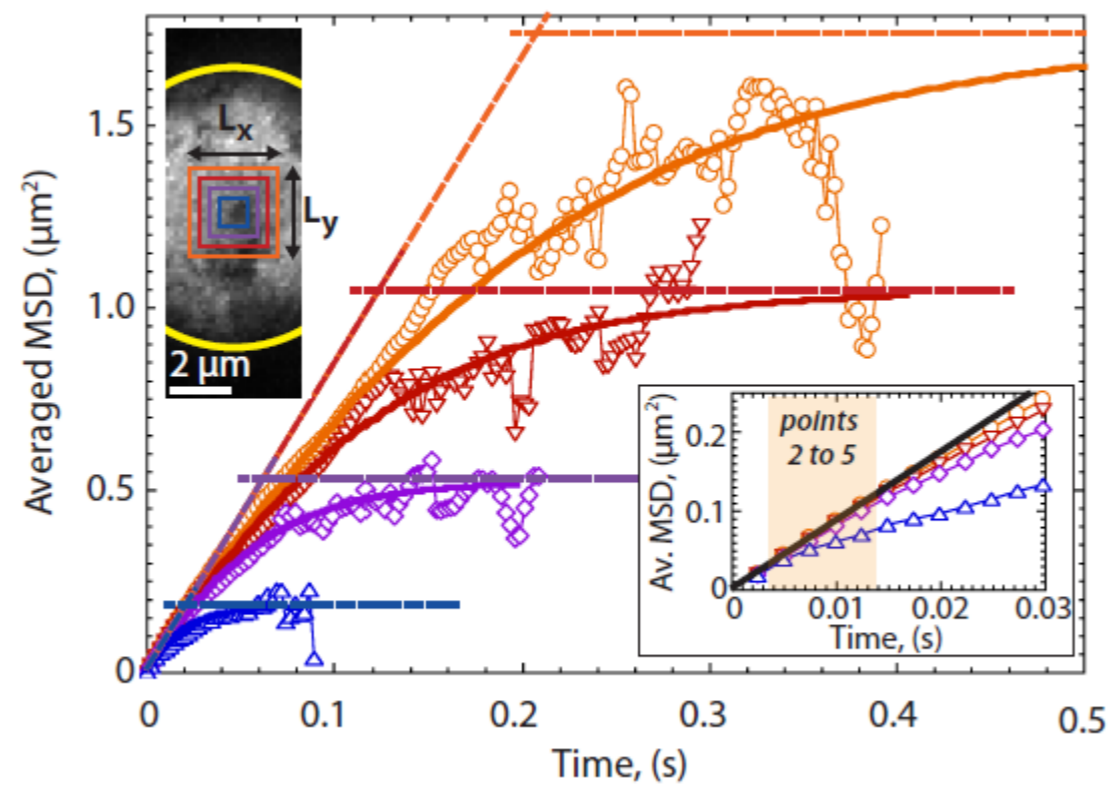 Averaged MSD, (μm²)
1.5
1.0
0.5
0
0
0.1
0.2
0.3
0.4
0.5
Time, (s)
Lx
Ly
2 μm
points
2 to 5
Av. MSD, (μm²)
0.2
0.1
0
0
0.01
0.02
0.03
Time, (s)